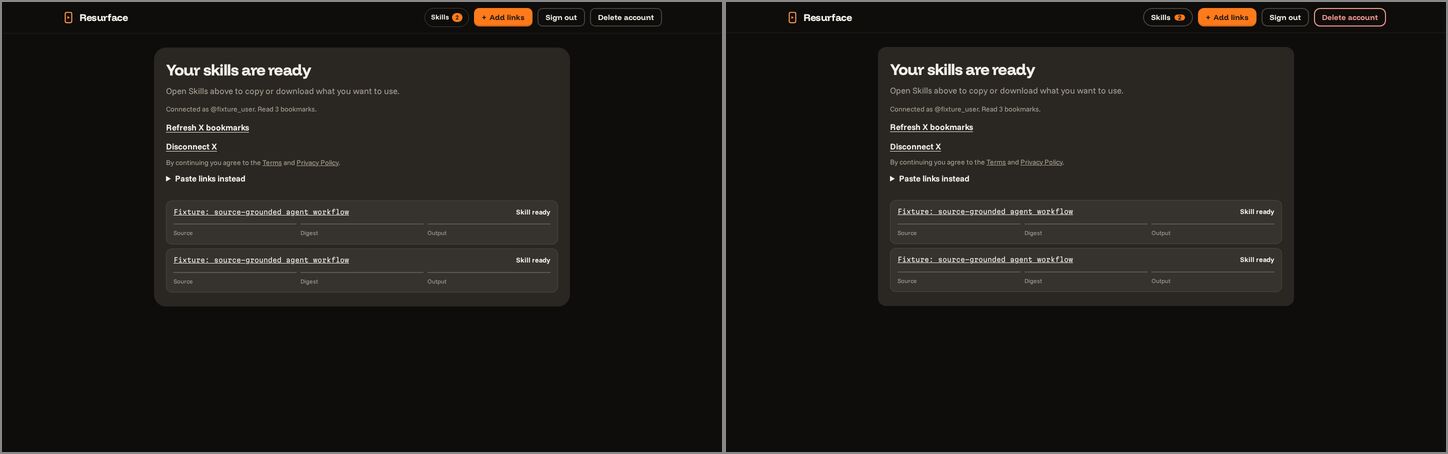 Resurface
Skills 2
+ Add links
Sign out
Delete account
Your skills are ready
Open Skills above to copy or download what you want to use.
Connected as @fixture_user. Read 3 bookmarks.
Refresh X bookmarks
Disconnect X
By continuing you agree to the Terms and Privacy Policy.
▶ Paste links instead
Fixture: source-grounded agent workflow
Skill ready
Source Digest Output
Fixture: source-grounded agent workflow
Skill ready
Source Digest Output
Resurface
Skills 2
+ Add links
Sign out
Delete account
Your skills are ready
Open Skills above to copy or download what you want to use.
Connected as @fixture_user. Read 3 bookmarks.
Refresh X bookmarks
Disconnect X
By continuing you agree to the Terms and Privacy Policy.
▶ Paste links instead
Fixture: source-grounded agent workflow
Skill ready
Source Digest Output
Fixture: source-grounded agent workflow
Skill ready
Source Digest Output